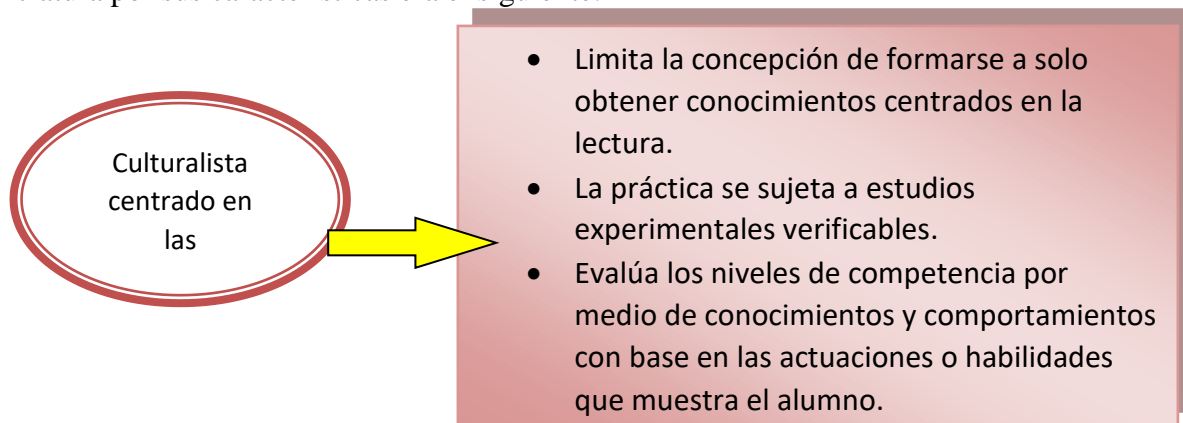 Culturalista
centrado en
las
• Limita la concepción de formarse a solo
obtener conocimientos centrados en la
lectura.
• La práctica se sujeta a estudios
experimentales verificables.
• Evalúa los niveles de competencia por
medio de conocimientos y comportamientos
con base en las actuaciones o habilidades
que muestra el alumno.